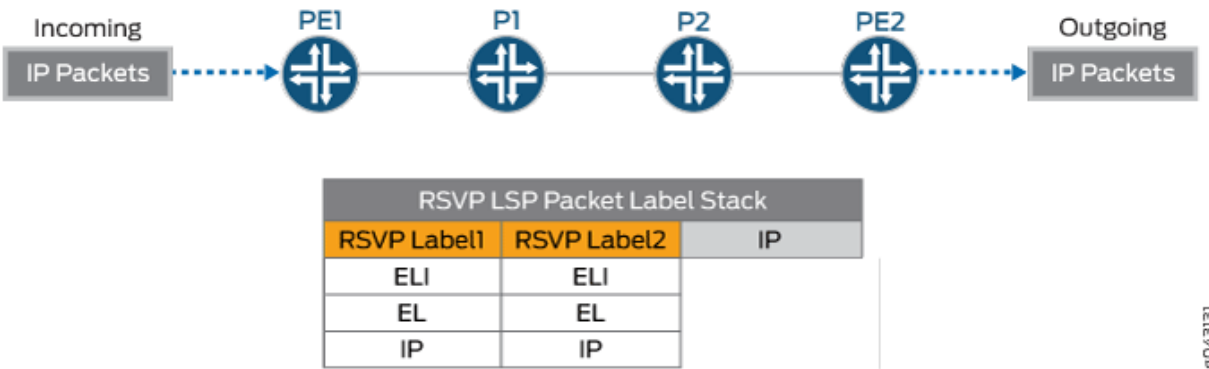 Incoming
IP Packets
PE1
P1
P2
PE2
Outgoing
IP Packets
RSVP LSP Packet Label Stack
RSVP Label1 RSVP Label2 IP
ELI ELI
EL EL
IP IP
g043131